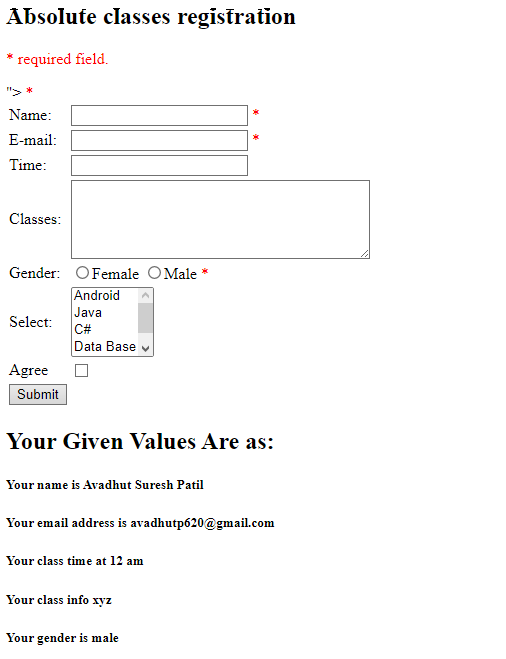 Absolute classes registration
* required field.
"> *
Name: *
E-mail: *
Time:
Classes:
Gender: Female Male *
Select: Android
Java
C#
Data Base
Agree
Submit
Your Given Values Are as:
Your name is Avadhut Suresh Patil
Your email address is avadhutp620@gmail.com
Your class time at 12 am
Your class info xyz
Your gender is male